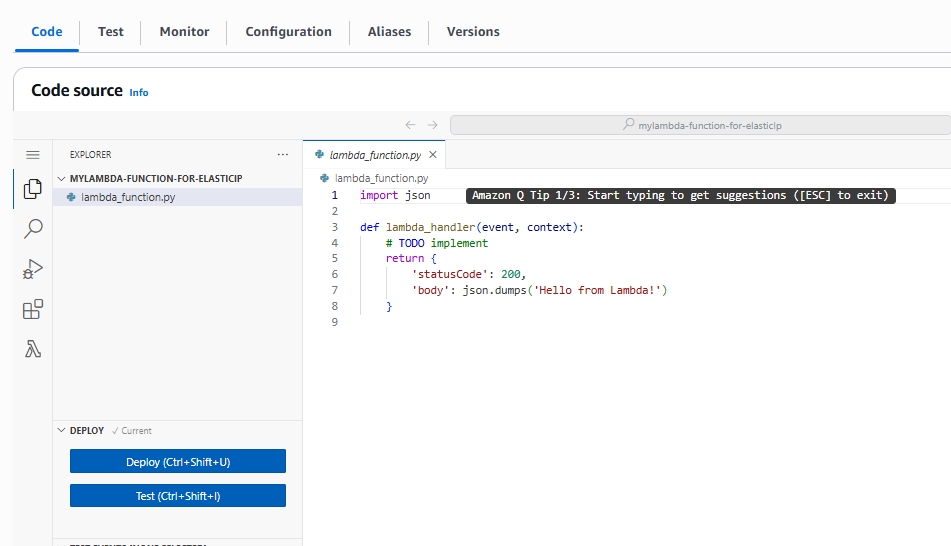 Code Test Monitor Configuration Aliases Versions
Code source Info
mylambda-function-for-elasticip
EXPLORER ...
MYLAMBDA-FUNCTION-FOR-ELASTICIP
lambda_function.py
lambda_function.py
lambda_function.py
1 import json Amazon Q Tip 1/3: Start typing to get suggestions ([ESC] to exit)
2
3 def lambda_handler(event, context):
4 # TODO implement
5 return {
6 'statusCode': 200,
7 'body': json.dumps('Hello from Lambda!')
8 }
9
DEPLOY ✓ Current
Deploy (Ctrl+Shift+U)
Test (Ctrl+Shift+I)